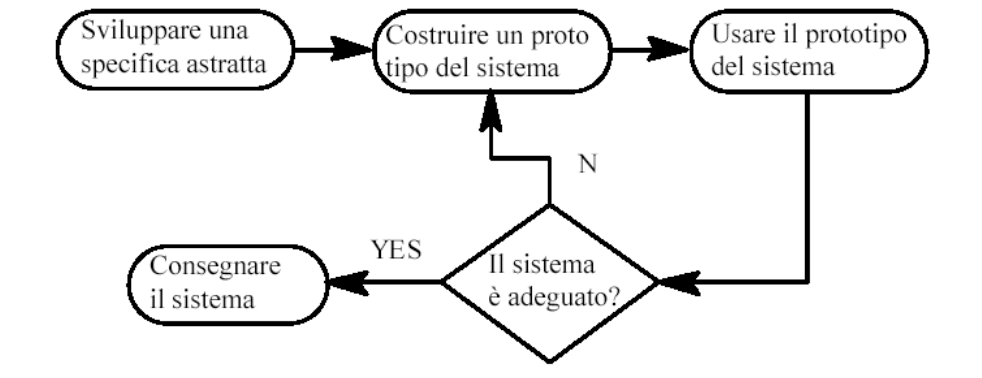 Sviluppare una
specifica astratta
Costruire un proto
tipo del sistema
Usare il prototipo
del sistema
N
YES
Il sistema
è adeguato?
Consegnare
il sistema